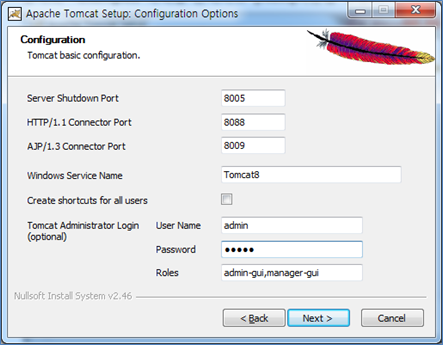 Apache Tomcat Setup: Configuration Options
Configuration
Tomcat basic configuration.
Server Shutdown Port 8005
HTTP/1.1 Connector Port 8088
AJP/1.3 Connector Port 8009
Windows Service Name Tomcat8
Create shortcuts for all users
Tomcat Administrator Login User Name admin
(optional)
Password •••••
Roles admin-gui,manager-gui
Nullsoft Install System v2.46
< Back Next > Cancel